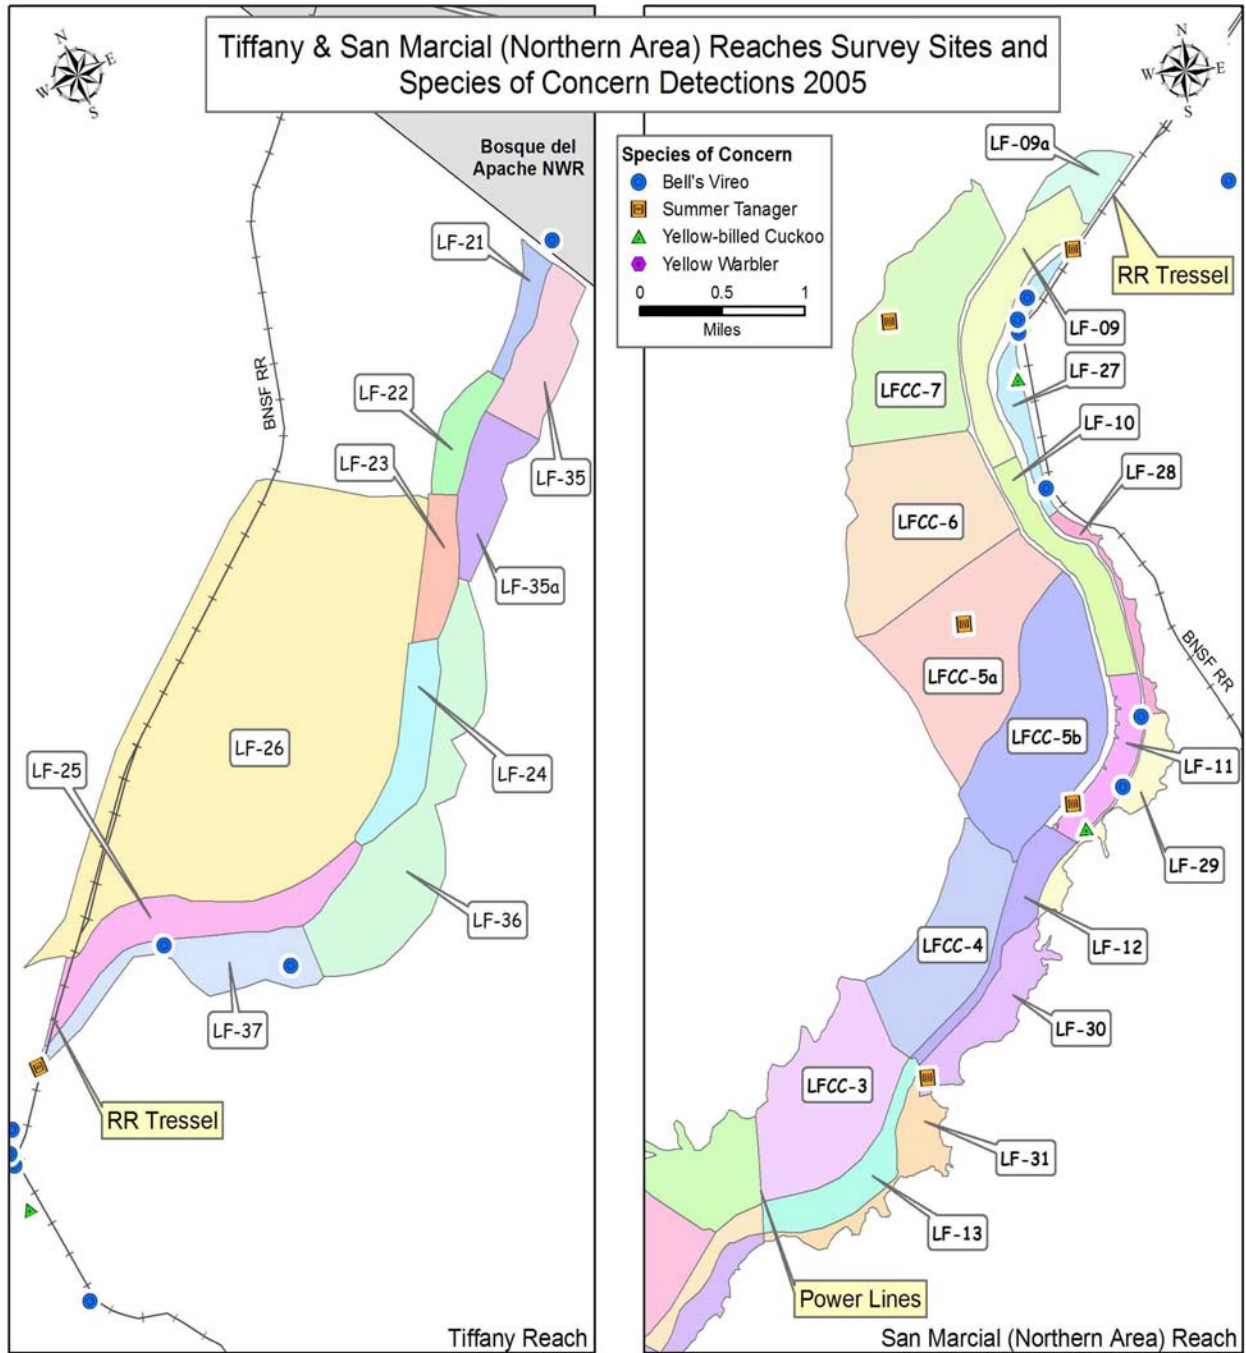 Tiffany & San Marcial (Northern Area) Reaches Survey Sites and
Species of Concern Detections 2005
N
E
S
W
N
E
S
W
Bosque del
Apache NWR
Species of Concern
Bell's Vireo
Summer Tanager
Yellow-billed Cuckoo
Yellow Warbler
0 0.5 1
Miles
LF-21
BNSF RR
LF-22
LF-23
LF-35
LF-35a
LF-26
LF-25
LF-24
LF-36
LF-37
RR Tressel
Tiffany Reach
LF-09a
RR Tressel
LF-09
LF-27
LFCC-7
LF-10
LF-28
LFCC-6
BNSF RR
LFCC-5a
LFCC-5b
LF-11
LF-29
LFCC-4
LF-12
LF-30
LFCC-3
LF-31
LF-13
Power Lines
San Marcial (Northern Area) Reach